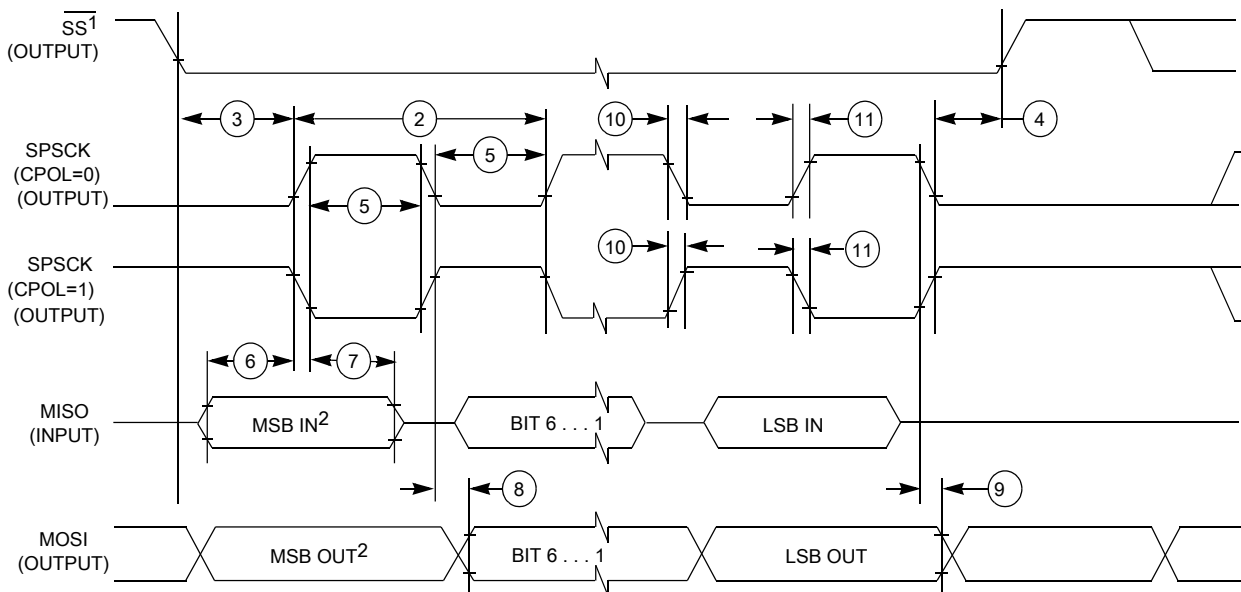 SS1
(OUTPUT)
3
2
10
11
4
SPSCK
(CPOL=0)
(OUTPUT)
5
5
SPSCK
(CPOL=1)
(OUTPUT)
10
11
6
7
MISO
(INPUT)
MSB IN2
BIT 6 . . . 1
LSB IN
8
9
MOSI
(OUTPUT)
MSB OUT2
BIT 6 . . . 1
LSB OUT